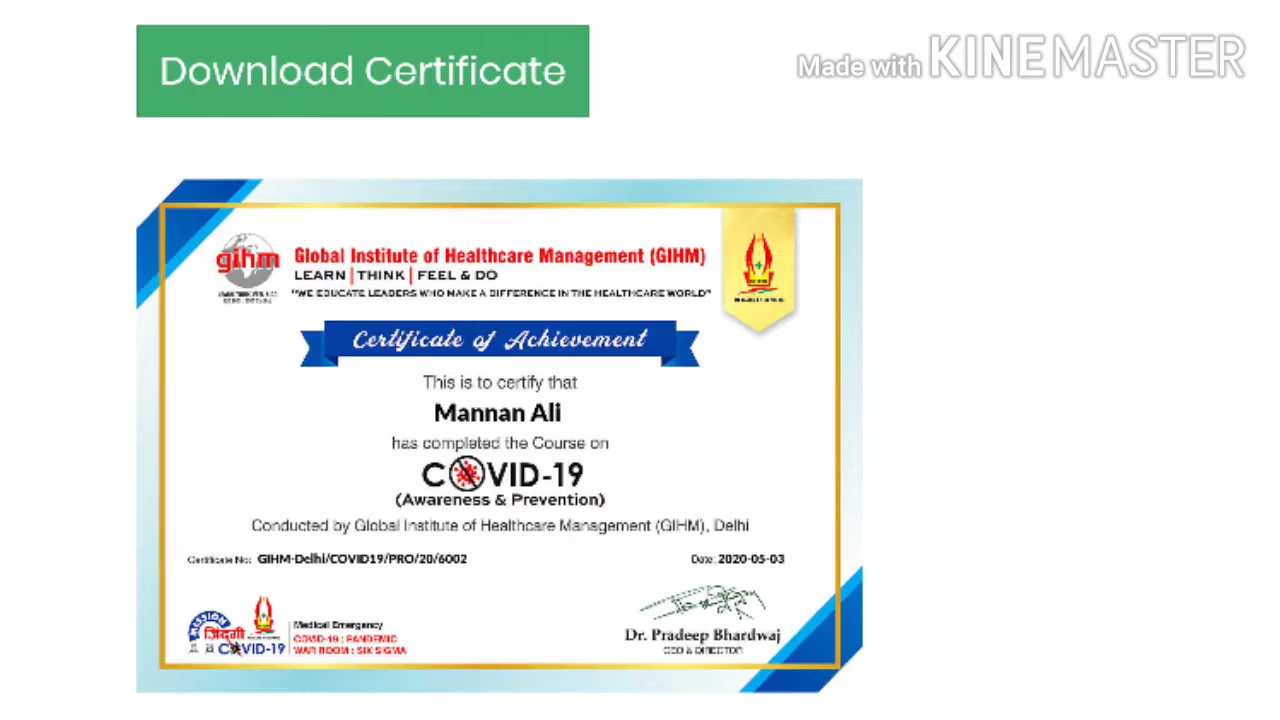 Download Certificate
Made with KINEMASTER
gihm
Global Institute of Healthcare Management (GIHM)
LEARN | THINK | FEEL & DO
"WE EDUCATE LEADERS WHO MAKE A DIFFERENCE IN THE HEALTHCARE WORLD"
Certificate of Achievement
This is to certify that
Mannan Ali
has completed the Course on
COVID-19
(Awareness & Prevention)
Conducted by Global Institute of Healthcare Management (GIHM), Delhi
Certificate No: GIHM-Delhi/COVID19/PRO/20/6002
Date: 2020-05-03
MISSION
जिंदगी
COVID-19
Medical Emergency
COVID-19 : PANDEMIC
WAR ROOM : SIX SIGMA
Dr. Pradeep Bhardwaj
CEO & DIRECTOR